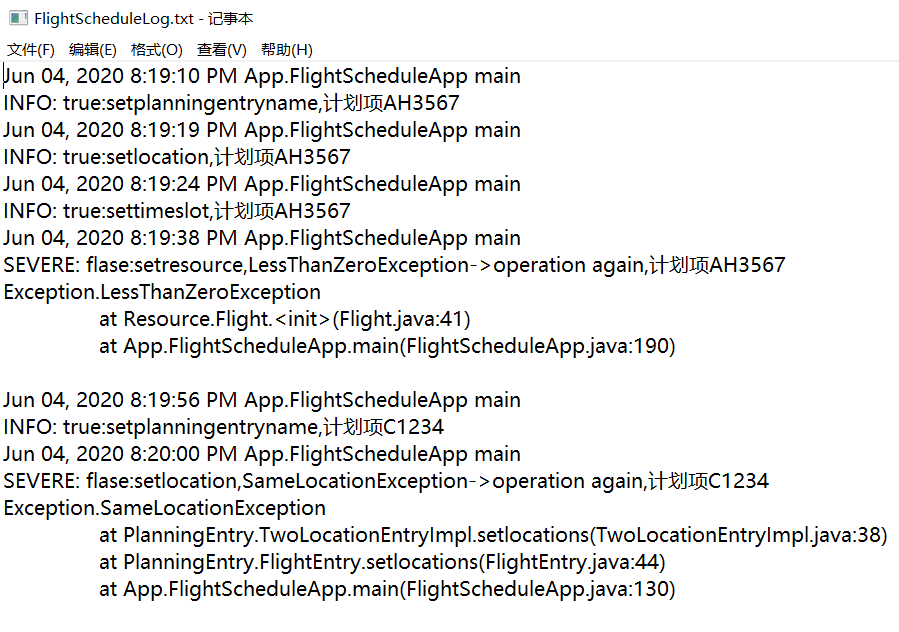 FlightScheduleLog.txt - 记事本
文件(F) 编辑(E) 格式(O) 查看(V) 帮助(H)
Jun 04, 2020 8:19:10 PM App.FlightScheduleApp main
INFO: true:setplanningentryname,计划项AH3567
Jun 04, 2020 8:19:19 PM App.FlightScheduleApp main
INFO: true:setlocation,计划项AH3567
Jun 04, 2020 8:19:24 PM App.FlightScheduleApp main
INFO: true:settimeslot,计划项AH3567
Jun 04, 2020 8:19:38 PM App.FlightScheduleApp main
SEVERE: flase:setresource,LessThanZeroException->operation again,计划项AH3567
Exception.LessThanZeroException
at Resource.Flight.<init>(Flight.java:41)
at App.FlightScheduleApp.main(FlightScheduleApp.java:190)
Jun 04, 2020 8:19:56 PM App.FlightScheduleApp main
INFO: true:setplanningentryname,计划项C1234
Jun 04, 2020 8:20:00 PM App.FlightScheduleApp main
SEVERE: flase:setlocation,SameLocationException->operation again,计划项C1234
Exception.SameLocationException
at PlanningEntry.TwoLocationEntryImpl.setlocations(TwoLocationEntryImpl.java:38)
at PlanningEntry.FlightEntry.setlocations(FlightEntry.java:44)
at App.FlightScheduleApp.main(FlightScheduleApp.java:130)